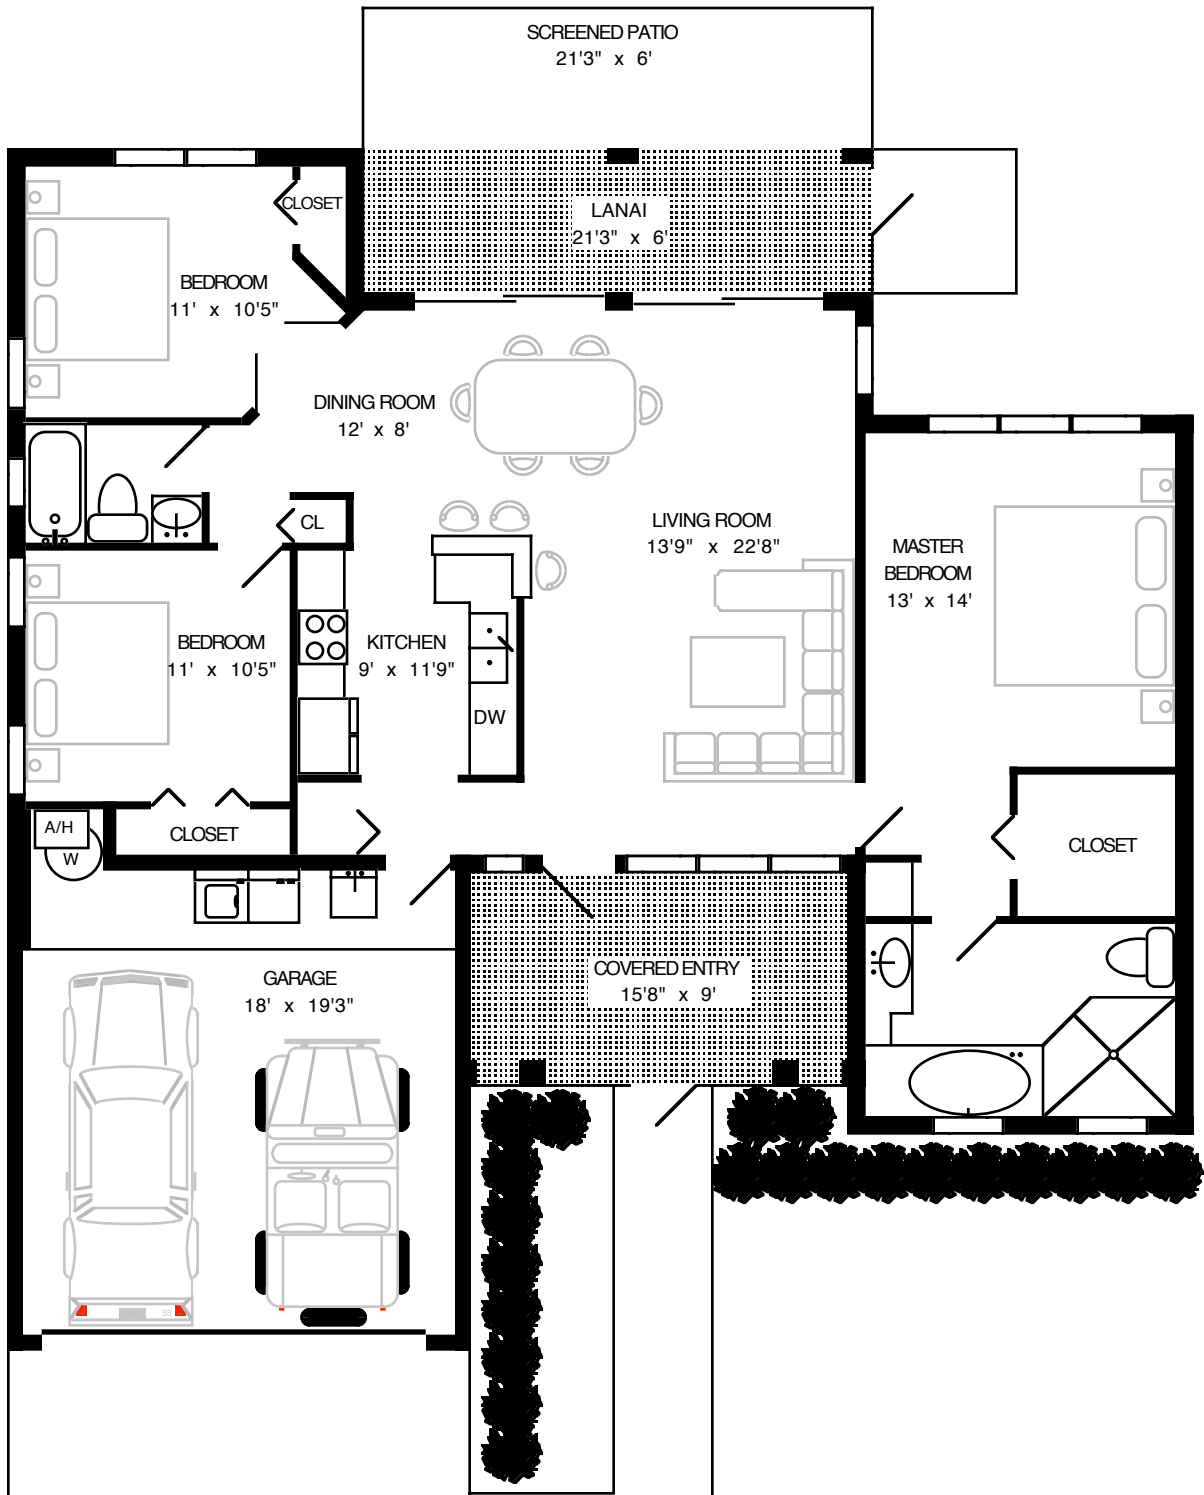 SCREENED PATIO
21'3" x 6'
CLOSET
LANAI
21'3" x 6'
BEDROOM
11' x 10'5"
DINING ROOM
12' x 8'
CL
LIVING ROOM
13'9" x 22'8"
MASTER
BEDROOM
13' x 14'
BEDROOM
11' x 10'5"
KITCHEN
9' x 11'9"
DW
A/H
W
CLOSET
CLOSET
COVERED ENTRY
15'8" x 9'
GARAGE
18' x 19'3"
SS